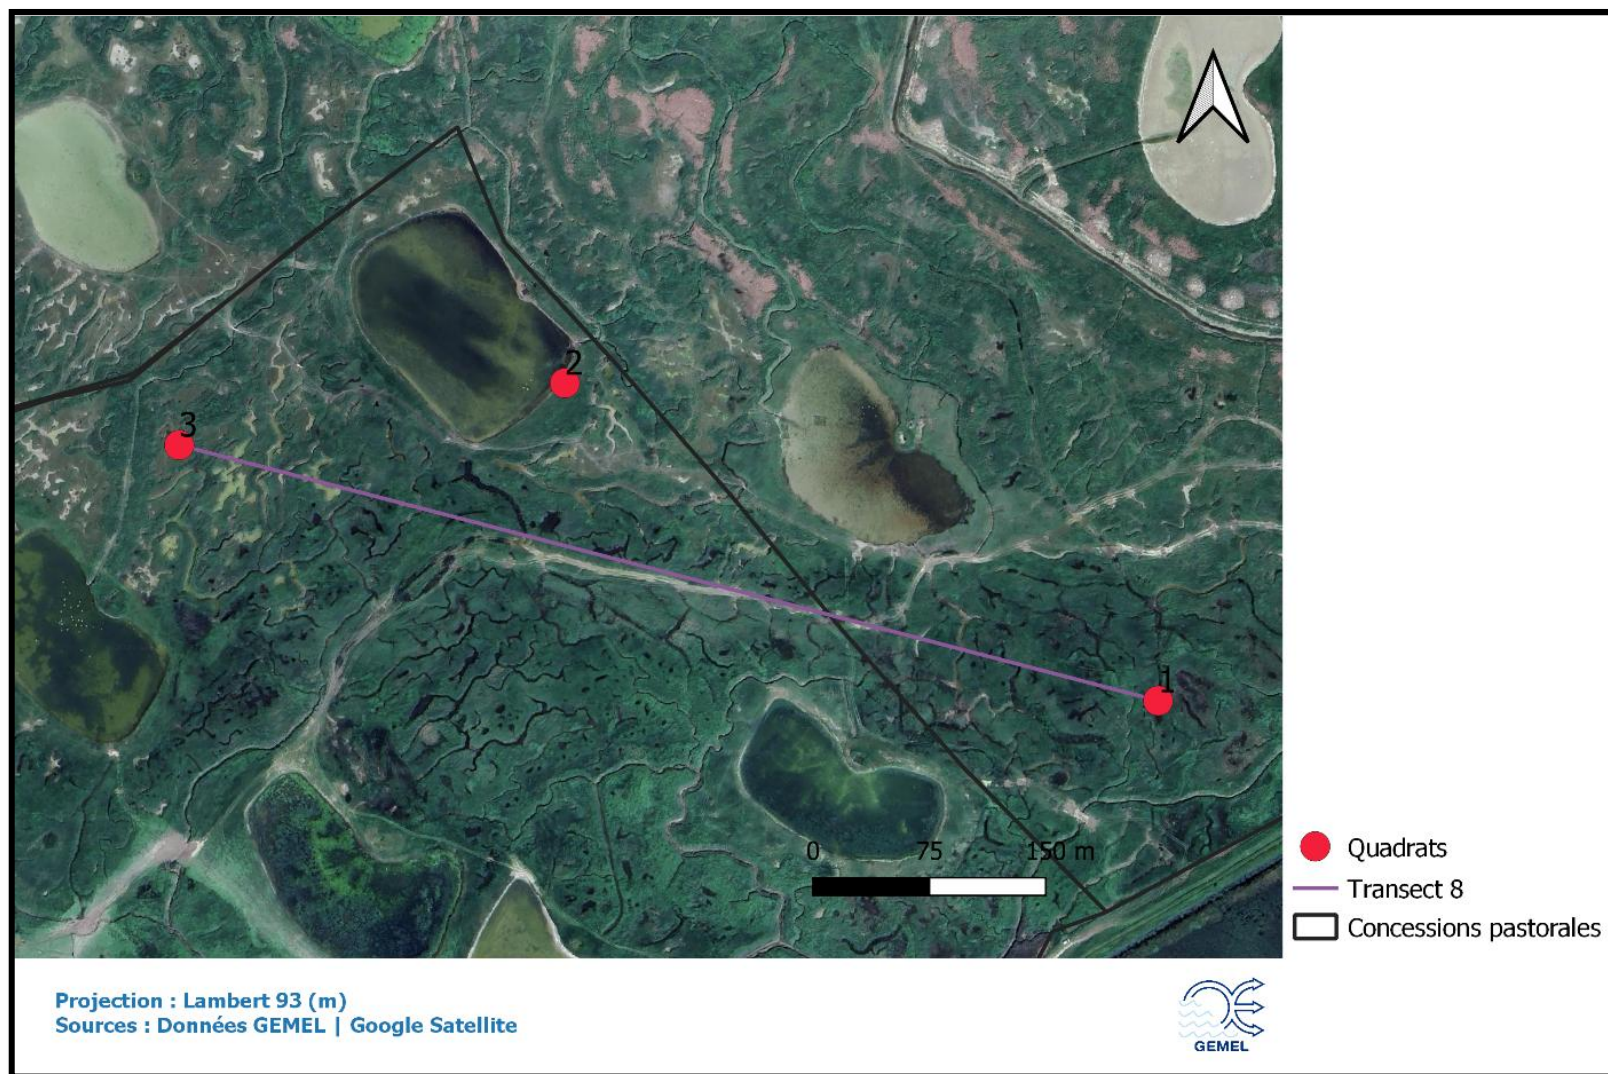 2
3
1
0 75 150 m
Quadrats
Transect 8
Concessions pastorales
Projection : Lambert 93 (m)
Sources : Données GEMEL | Google Satellite
GEMEL